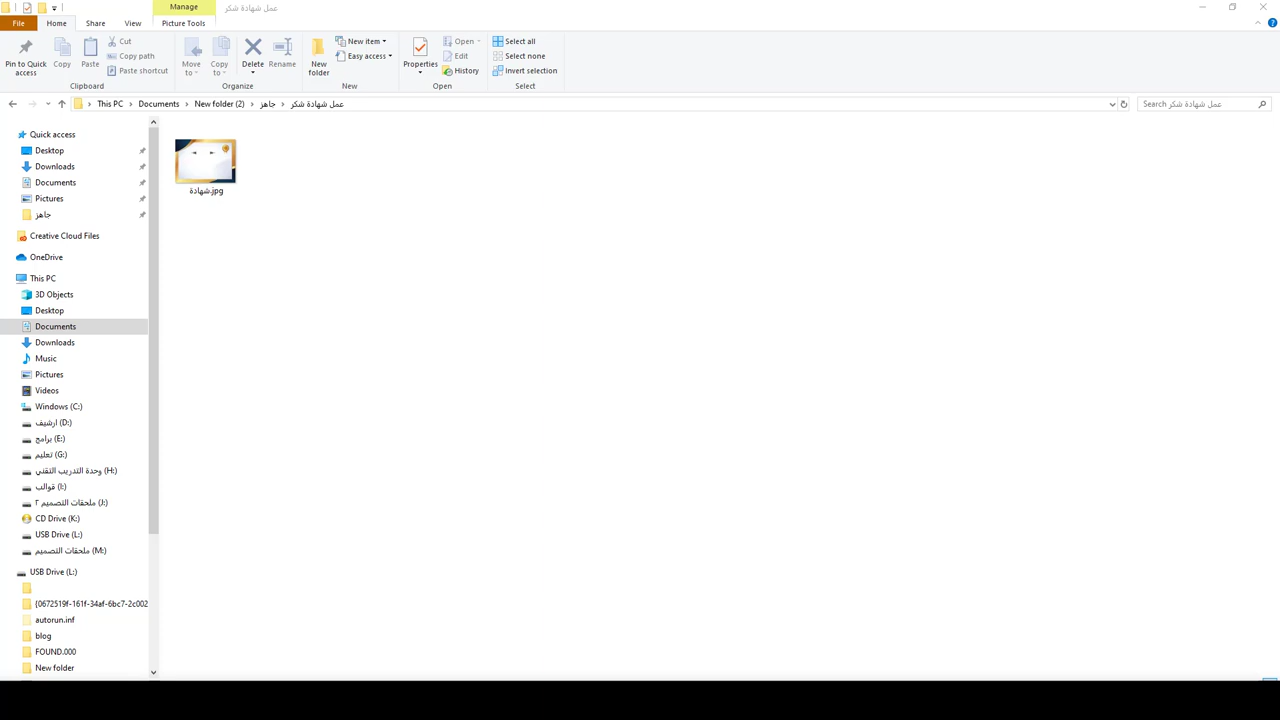 Manage
عمل شهادة شكر
File
Home
Share
View
Picture Tools
Pin to Quick access
Copy
Paste
Cut
Copy path
Paste shortcut
Clipboard
Move to
Copy to
Delete
Rename
Organize
New folder
New item
Easy access
New
Properties
Open
Edit
History
Open
Select all
Select none
Invert selection
Select
This PC
Documents
New folder (2)
جاهز
عمل شهادة شكر
Search عمل شهادة شكر
Quick access
Desktop
Downloads
Documents
Pictures
جاهز
Creative Cloud Files
OneDrive
This PC
3D Objects
Desktop
Documents
Downloads
Music
Pictures
Videos
Windows (C:)
ارشيف (D:)
برامج (E:)
تعليم (G:)
وحدة التدريب التقني (H:)
قوالب (I:)
ملحقات التصميم ٢ (J:)
CD Drive (K:)
USB Drive (L:)
ملحقات التصميم (M:)
USB Drive (L:)
{0672519f-161f-34af-6bc7-2c002
autorun.inf
blog
FOUND.000
New folder
شهادة.jpg